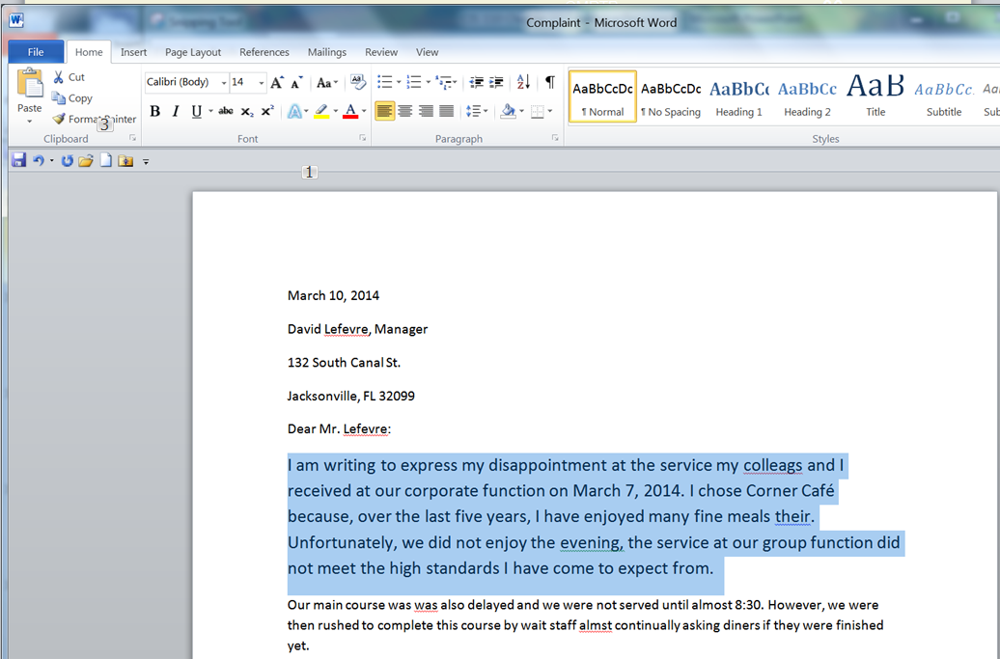 Complaint - Microsoft Word
File Home Insert Page Layout References Mailings Review View
Paste
Cut
Copy
Format Painter
3
Clipboard
Calibri (Body) 14 A A Aa
B I U abc x₂ x² A A
Font
Paragraph
AaBbCcDc AaBbCcDc AaBbCc AaBbCc AaB AaBbCc.
¶ Normal ¶ No Spacing Heading 1 Heading 2 Title Subtitle
Styles
1
March 10, 2014
David Lefevre, Manager
132 South Canal St.
Jacksonville, FL 32099
Dear Mr. Lefevre:
I am writing to express my disappointment at the service my colleags and I
received at our corporate function on March 7, 2014. I chose Corner Café
because, over the last five years, I have enjoyed many fine meals their.
Unfortunately, we did not enjoy the evening, the service at our group function did
not meet the high standards I have come to expect from.
Our main course was was also delayed and we were not served until almost 8:30. However, we were
then rushed to complete this course by wait staff almst continually asking diners if they were finished
yet.